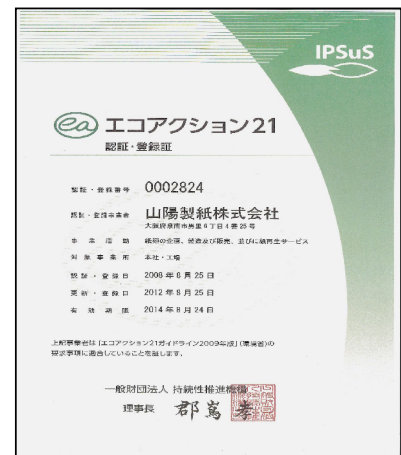 IPSuS
ea エコアクション21
認証・登録証
認証・登録番号 0002824
認証・登録事業者 山陽製紙株式会社
大阪府泉南市男里6丁目4番25号
事業活動 紙類の企画、製造及び販売、並びに紙再生サービス
対象事業所 本社・工場
認証・登録日 2008年8月25日
更新・登録日 2012年8月25日
有効期限 2014年8月24日
上記事業者は「エコアクション21ガイドライン2009年版」(環境省)の
要求事項に適合していることを証します。
一般財団法人 持続性推進機構
理事長 郡嶌 孝